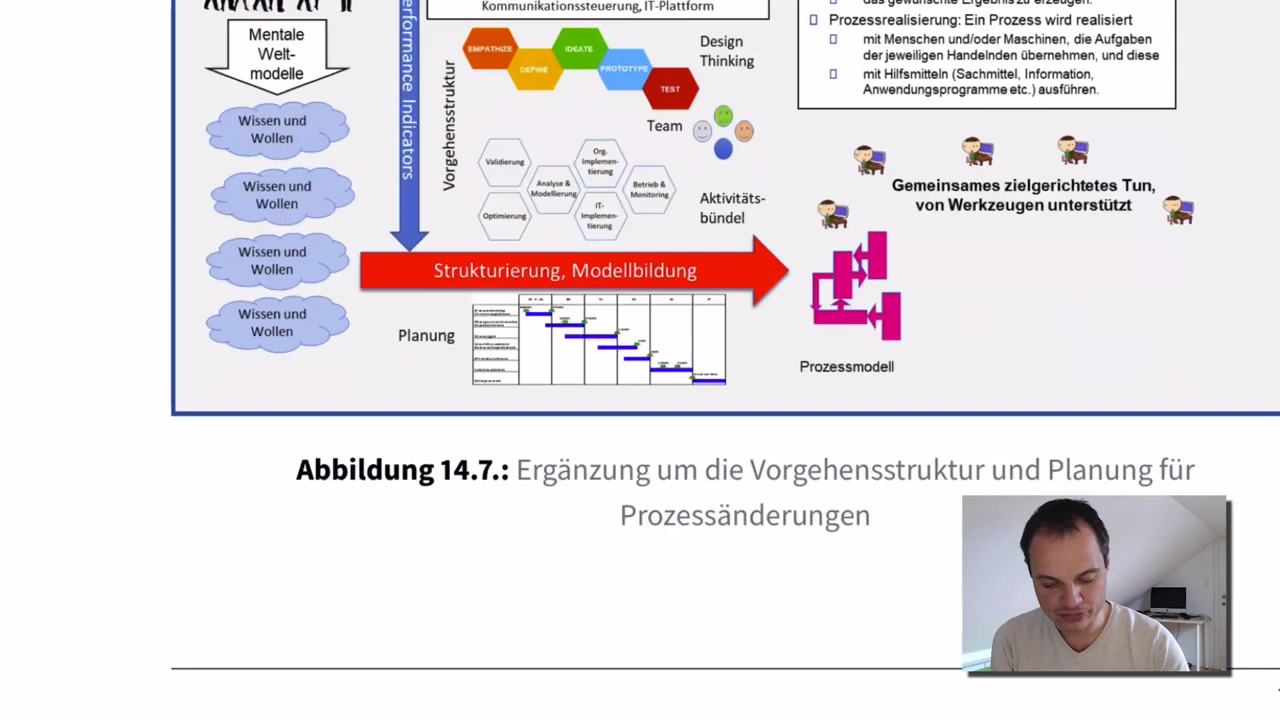 Kommunikationssteuerung, IT-Plattform
das gewünschte Ergebnis zu erzeugen.
Prozessrealisierung: Ein Prozess wird realisiert
mit Menschen und/oder Maschinen, die Aufgaben
der jeweiligen Handelnden übernehmen, und diese
mit Hilfsmitteln (Sachmittel, Information,
Anwendungsprogramme etc.) ausführen.
Mentale
Welt-
modelle
Wissen und
Wollen
Wissen und
Wollen
Wissen und
Wollen
Wissen und
Wollen
erformance Indicators
Vorgehensstruktur
EMPATHIZE
DEFINE
IDEATE
PROTOTYPE
TEST
Design
Thinking
Team
Validierung
Optimierung
Analyse &
Modellierung
Org.
Implemen-
tierung
IT-
Implemen-
tierung
Betrieb &
Monitoring
Aktivitäts-
bündel
Gemeinsames zielgerichtetes Tun,
von Werkzeugen unterstützt
Strukturierung, Modellbildung
Planung
Prozessmodell
Abbildung 14.7.: Ergänzung um die Vorgehensstruktur und Planung für
Prozessänderungen